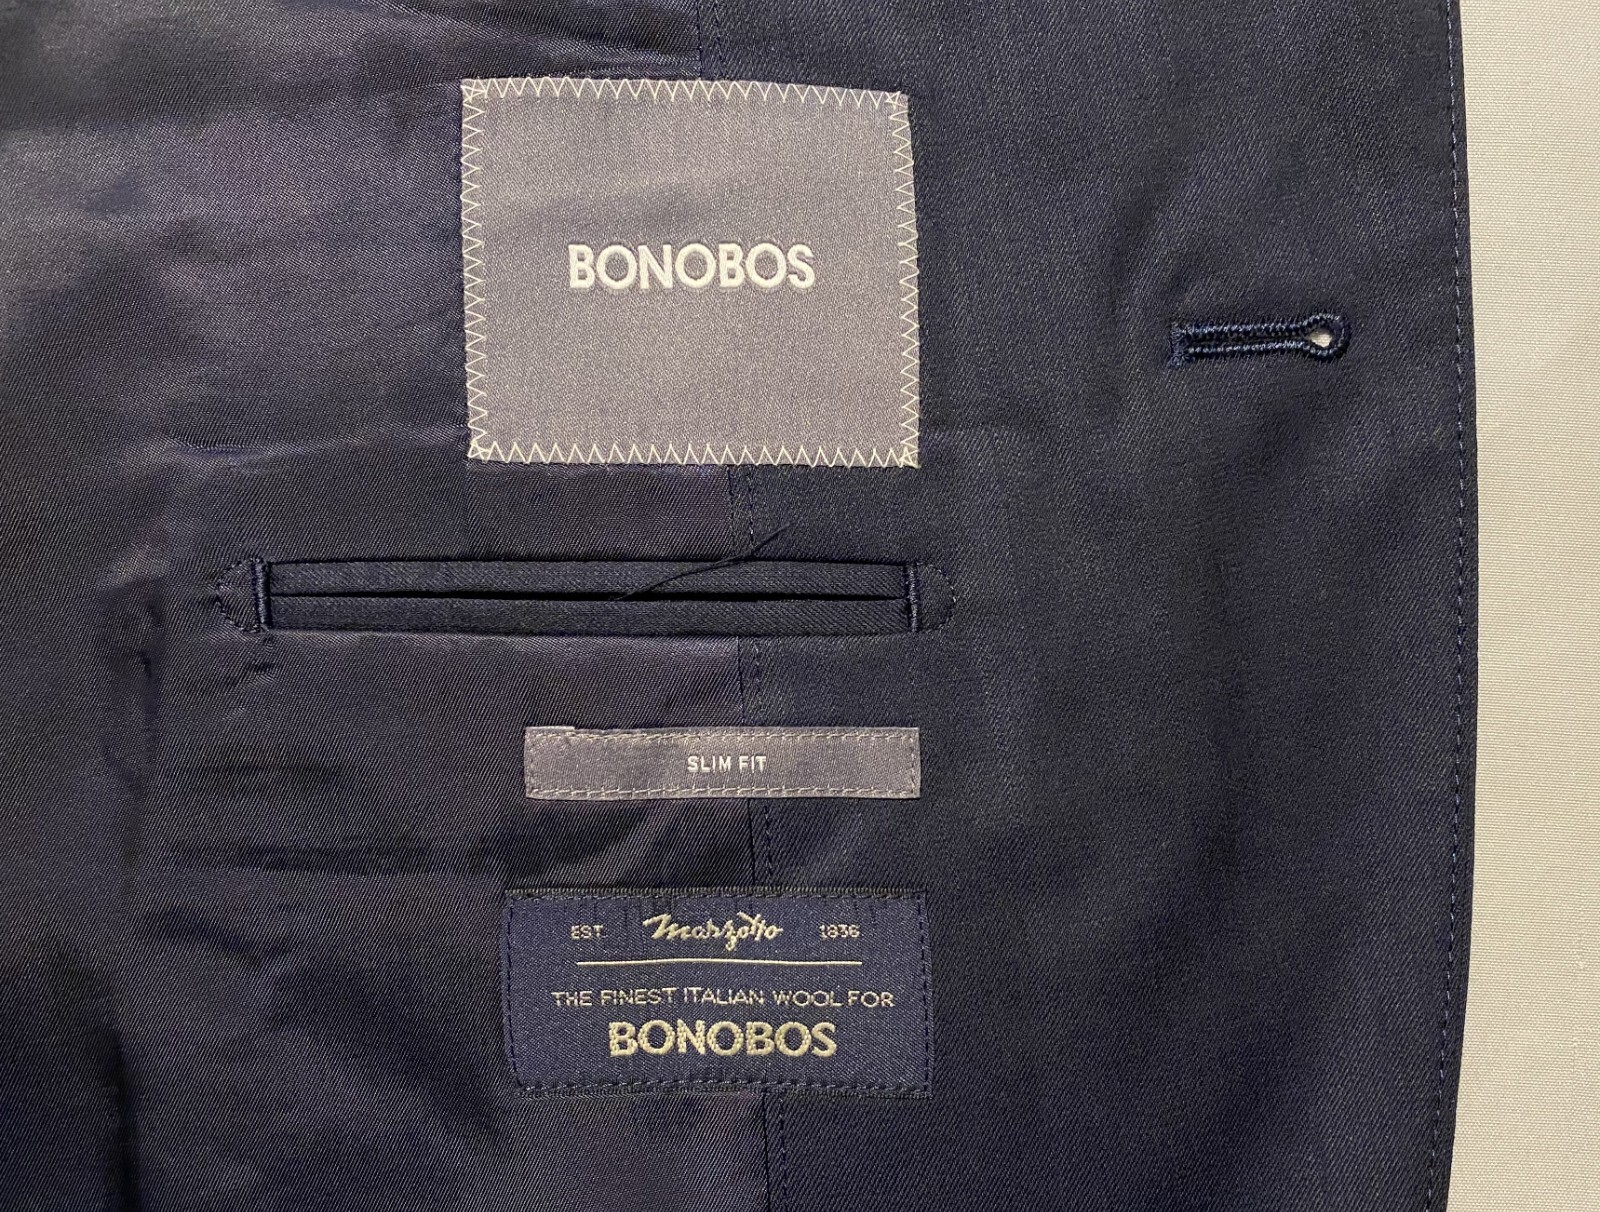 BONOBOS
SLIM FIT
EST. Marzotto 1836
THE FINEST ITALIAN WOOL FOR
BONOBOS